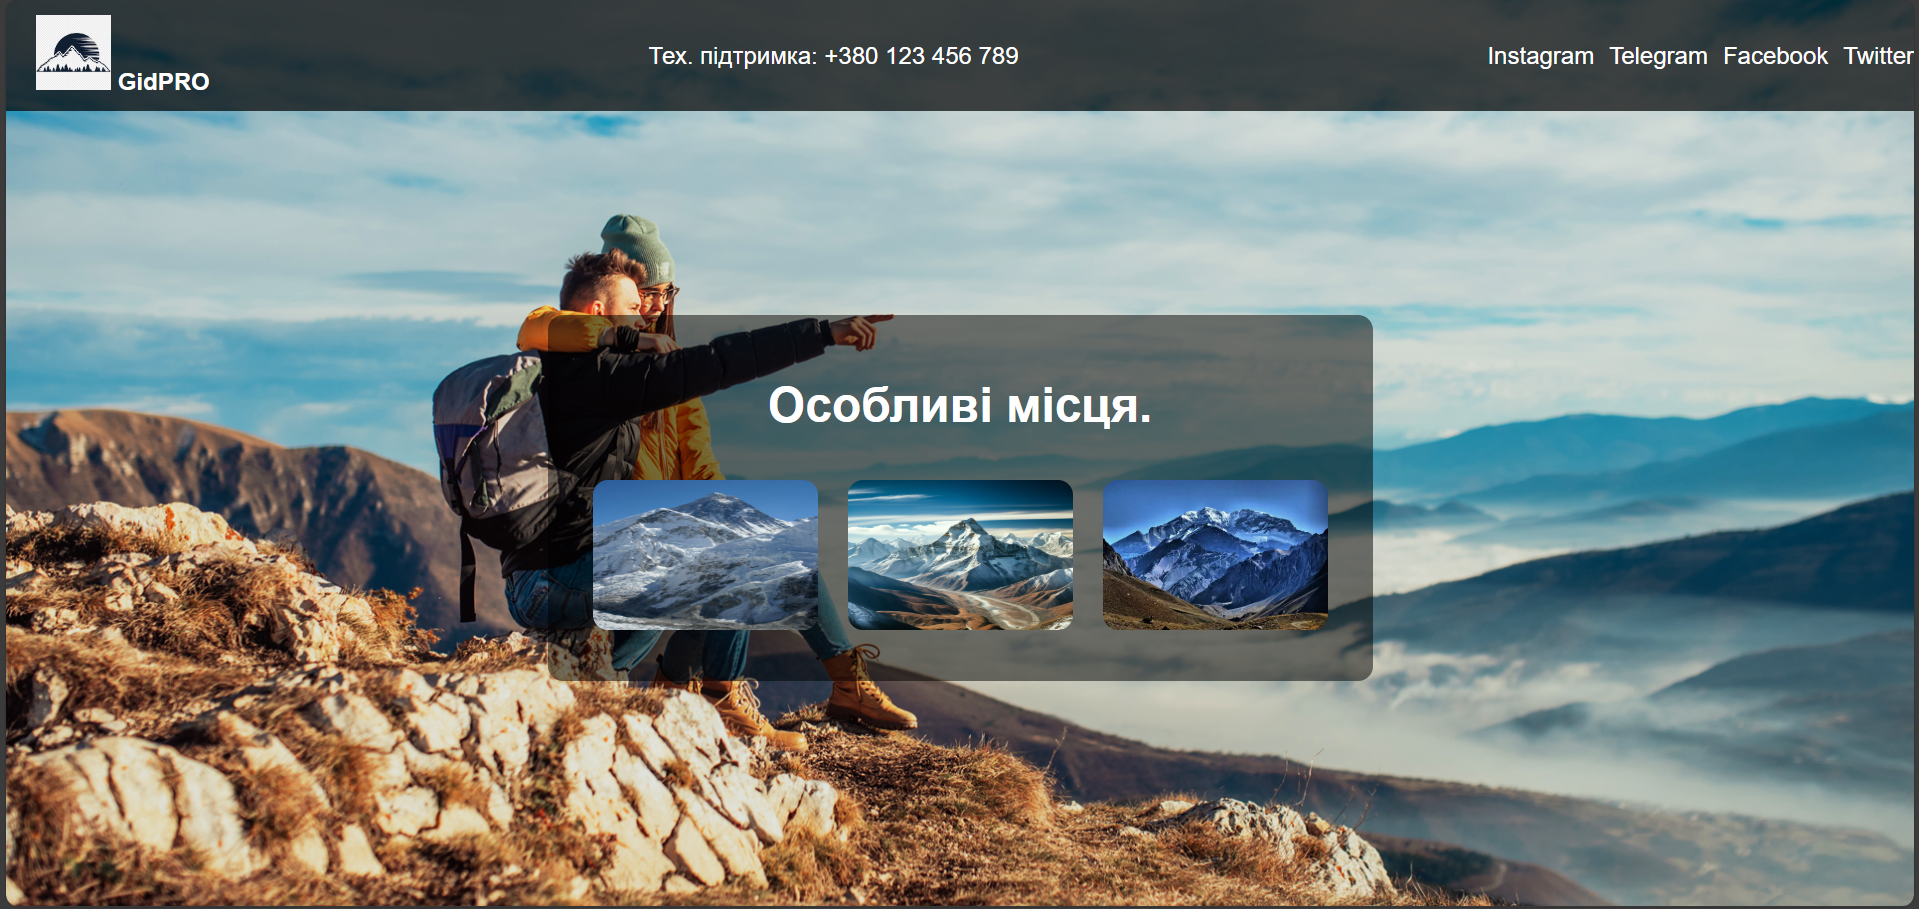 GidPRO
Тех. підтримка: +380 123 456 789
Instagram Telegram Facebook Twitter
Особливі місця.